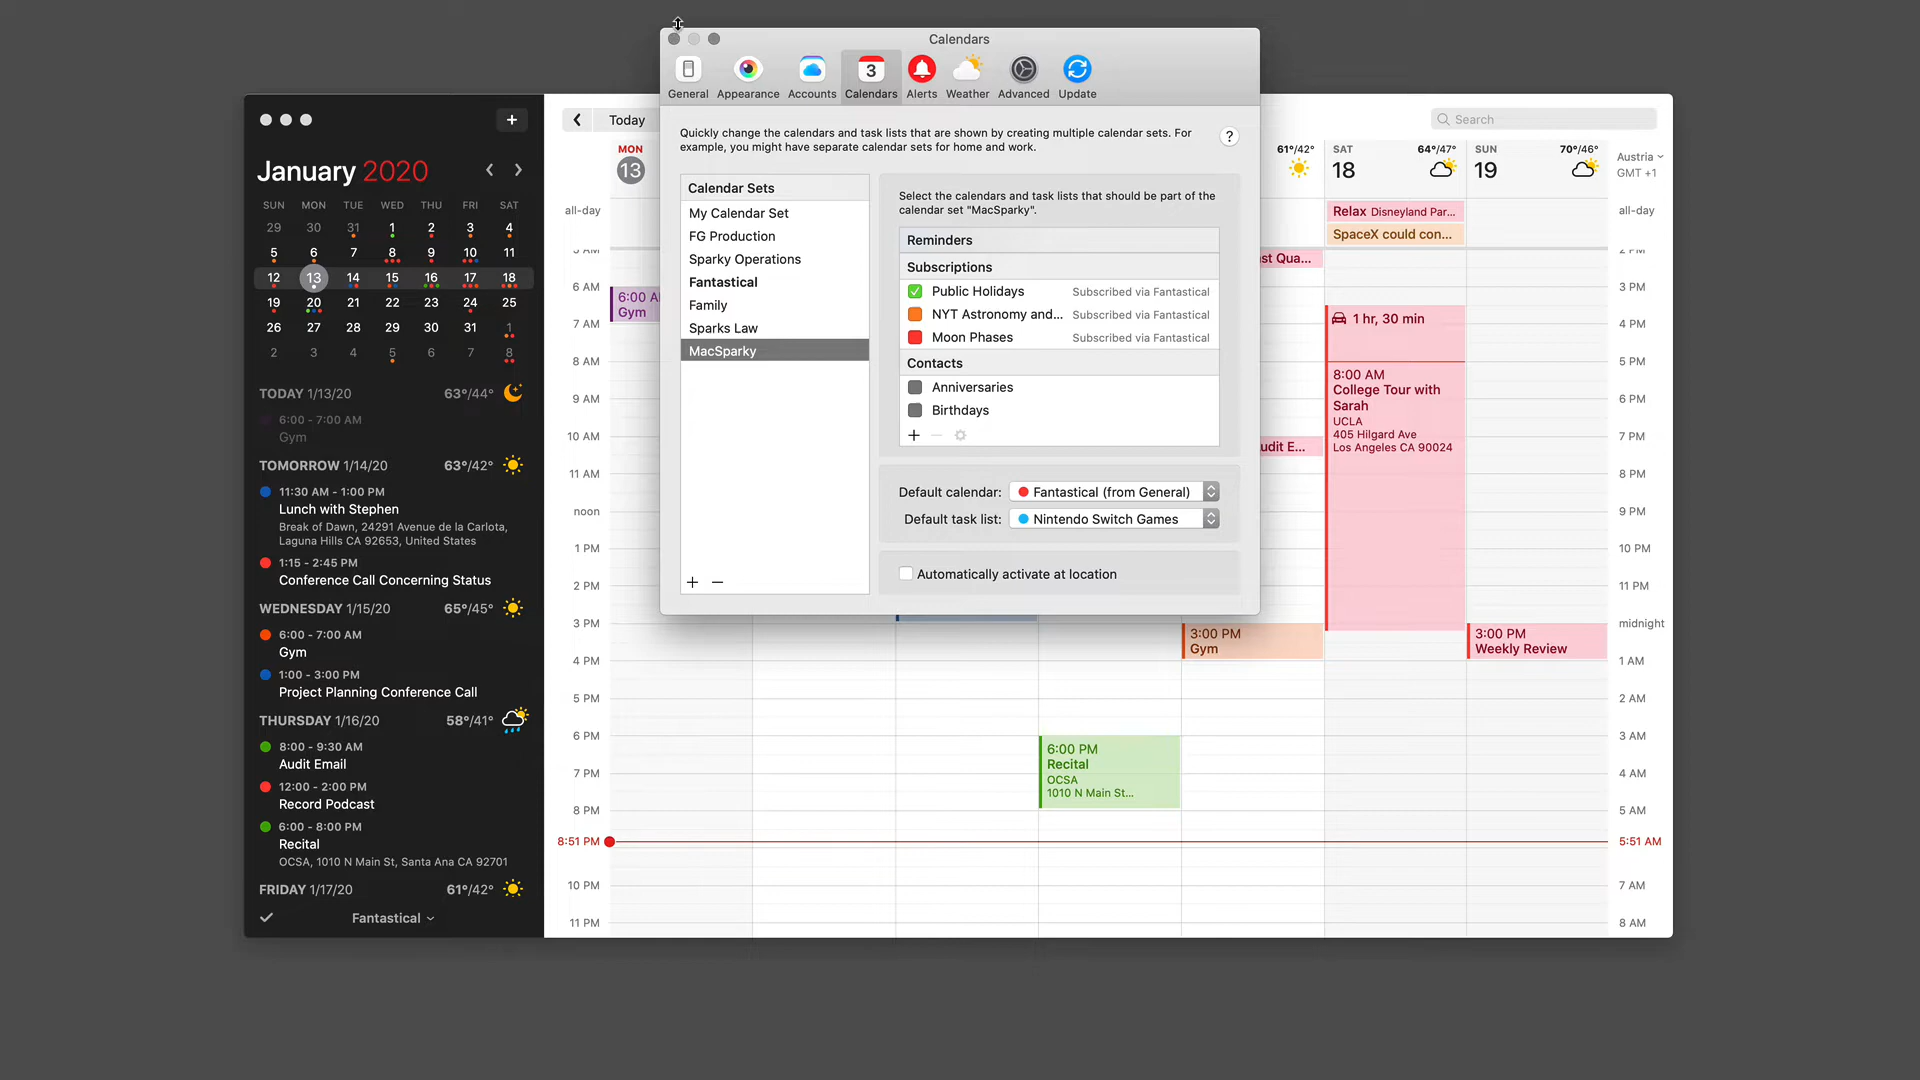 Calendars
General Appearance Accounts 3 Calendars Alerts Weather Advanced Update
Quickly change the calendars and task lists that are shown by creating multiple calendar sets. For
example, you might have separate calendar sets for home and work.
?
Calendar Sets
My Calendar Set
FG Production
Sparky Operations
Fantastical
Family
Sparks Law
MacSparky
+ −
Select the calendars and task lists that should be part of the
calendar set "MacSparky".
Reminders
Subscriptions
Public Holidays Subscribed via Fantastical
NYT Astronomy and... Subscribed via Fantastical
Moon Phases Subscribed via Fantastical
Contacts
Anniversaries
Birthdays
+ −
Default calendar: Fantastical (from General)
Default task list: Nintendo Switch Games
Automatically activate at location
+
January 2020
SUN MON TUE WED THU FRI SAT
29 30 31 1 2 3 4
5 6 7 8 9 10 11
12 13 14 15 16 17 18
19 20 21 22 23 24 25
26 27 28 29 30 31 1
2 3 4 5 6 7 8
TODAY 1/13/20 63°/44°
6:00 - 7:00 AM
Gym
TOMORROW 1/14/20 63°/42°
11:30 AM - 1:00 PM
Lunch with Stephen
Break of Dawn, 24291 Avenue de la Carlota,
Laguna Hills CA 92653, United States
1:15 - 2:45 PM
Conference Call Concerning Status
WEDNESDAY 1/15/20 65°/45°
6:00 - 7:00 AM
Gym
1:00 - 3:00 PM
Project Planning Conference Call
THURSDAY 1/16/20 58°/41°
8:00 - 9:30 AM
Audit Email
12:00 - 2:00 PM
Record Podcast
6:00 - 8:00 PM
Recital
OCSA, 1010 N Main St, Santa Ana CA 92701
FRIDAY 1/17/20 61°/42°
Fantastical
Today
Search
MON
13
61°/42°
SAT 64°/47°
18
SUN 70°/46°
19
Austria
GMT +1
all-day
Relax Disneyland Par...
SpaceX could con...
all-day
6 AM
7 AM
8 AM
9 AM
10 AM
11 AM
noon
1 PM
2 PM
3 PM
4 PM
5 PM
6 PM
7 PM
8 PM
8:51 PM
10 PM
11 PM
6:00 A
Gym
st Qua...
udit E...
1 hr, 30 min
8:00 AM
College Tour with
Sarah
UCLA
405 Hilgard Ave
Los Angeles CA 90024
3:00 PM
Gym
3:00 PM
Weekly Review
6:00 PM
Recital
OCSA
1010 N Main St...
3 PM
4 PM
5 PM
6 PM
7 PM
8 PM
9 PM
10 PM
11 PM
midnight
1 AM
2 AM
3 AM
4 AM
5 AM
5:51 AM
7 AM
8 AM